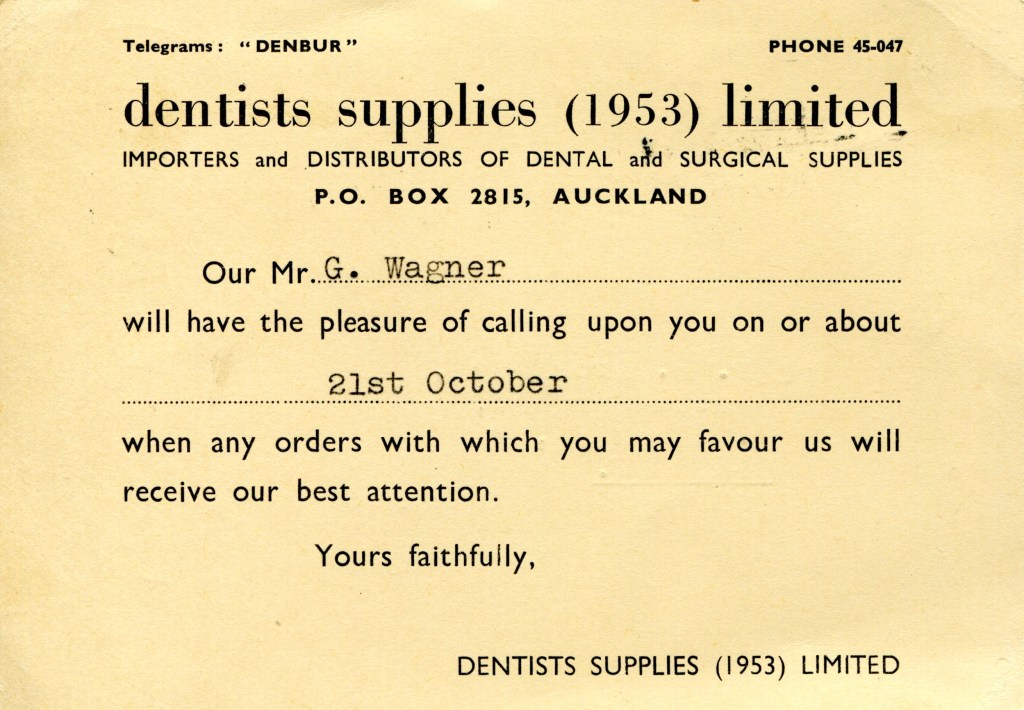 Telegrams: "DENBUR" PHONE 45-047
dentists supplies (1953) limited
IMPORTERS and DISTRIBUTORS OF DENTAL and SURGICAL SUPPLIES
P.O. BOX 2815, AUCKLAND
Our Mr. G. Wagner
will have the pleasure of calling upon you on or about
21st October
when any orders with which you may favour us will
receive our best attention.
Yours faithfully,
DENTISTS SUPPLIES (1953) LIMITED